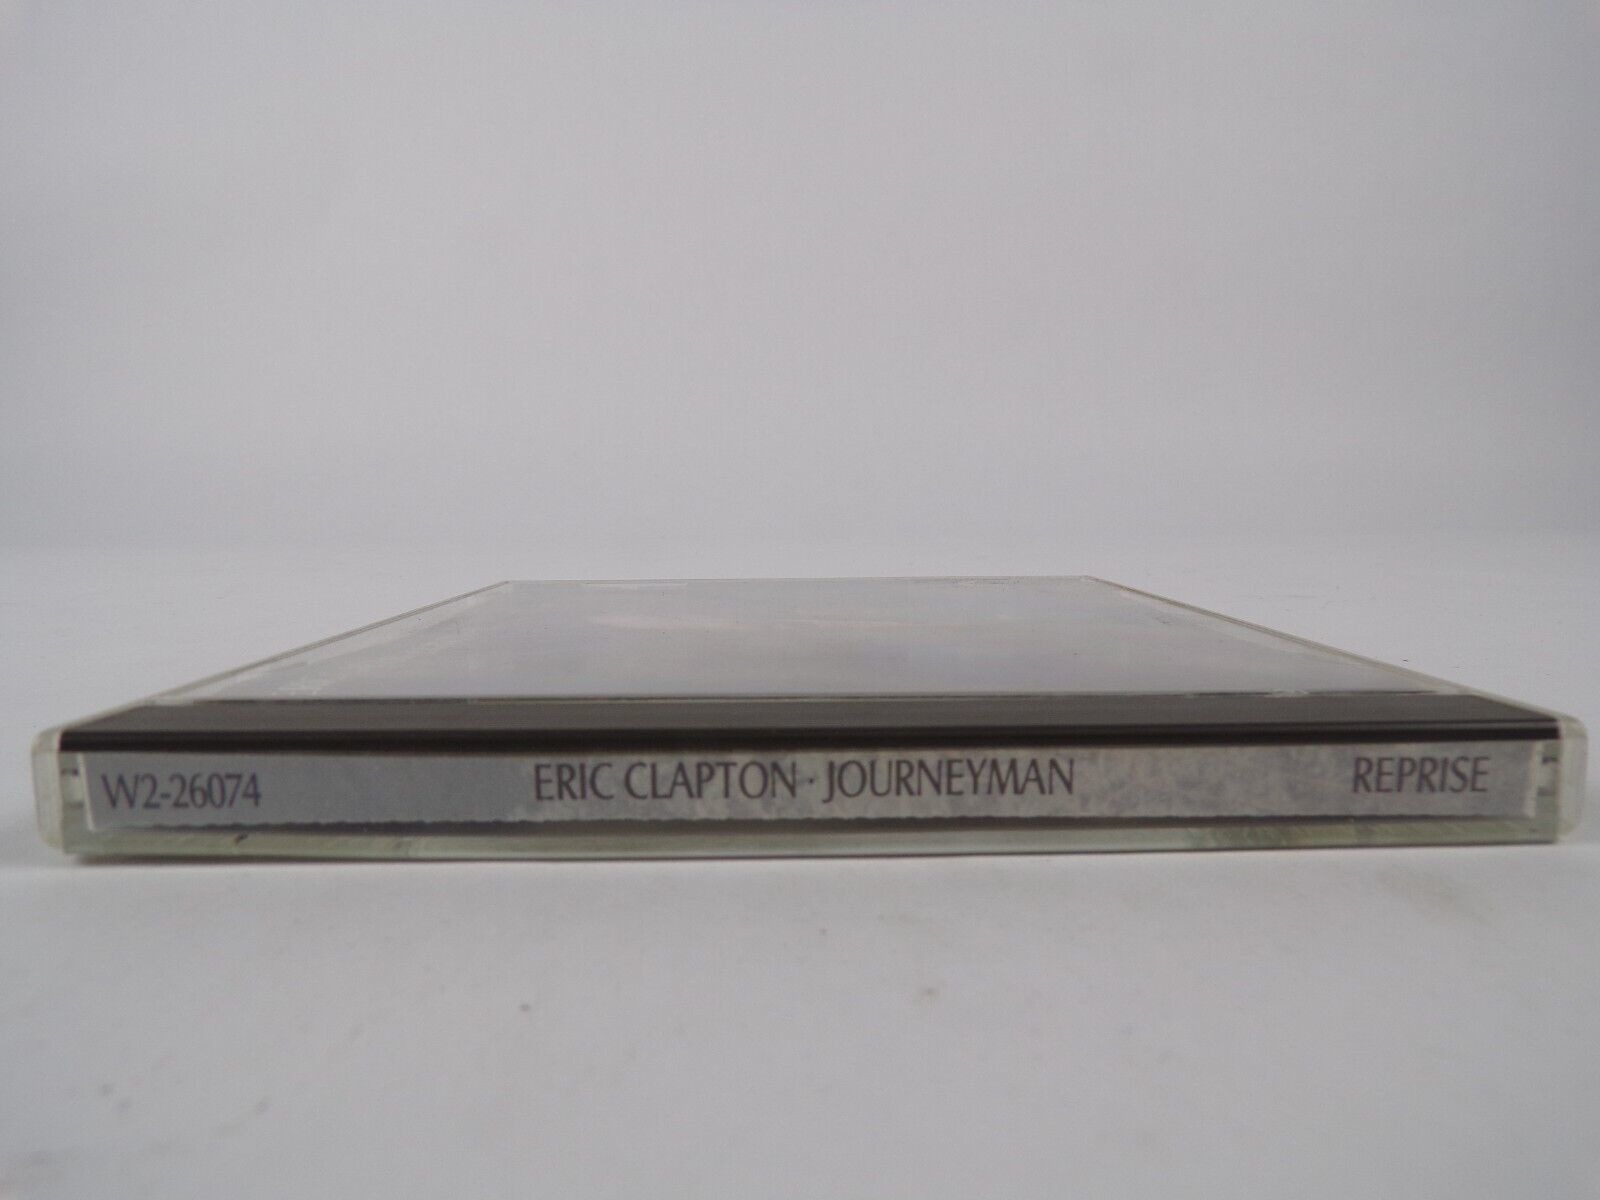 W2-26074 ERIC CLAPTON · JOURNEYMAN REPRISE